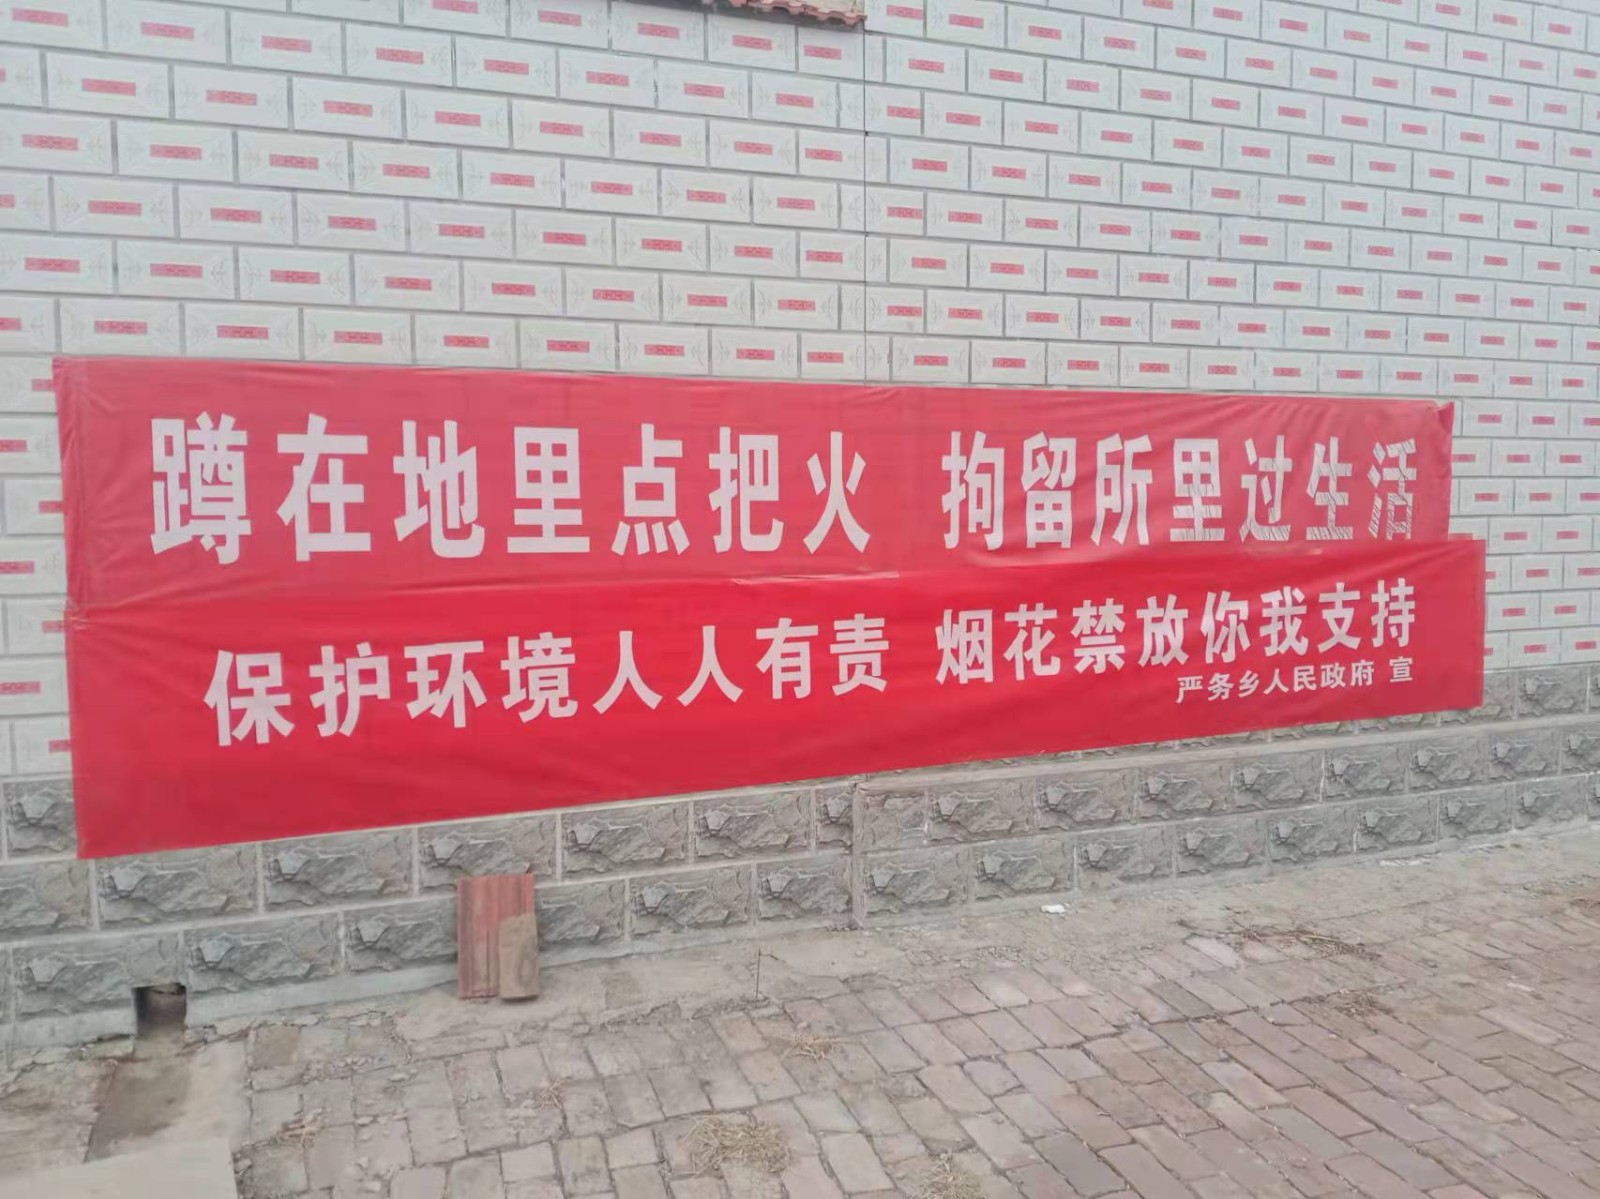 蹲在地里点把火 拘留所里过生活
保护环境人人有责 烟花禁放你我支持
严务乡人民政府 宣